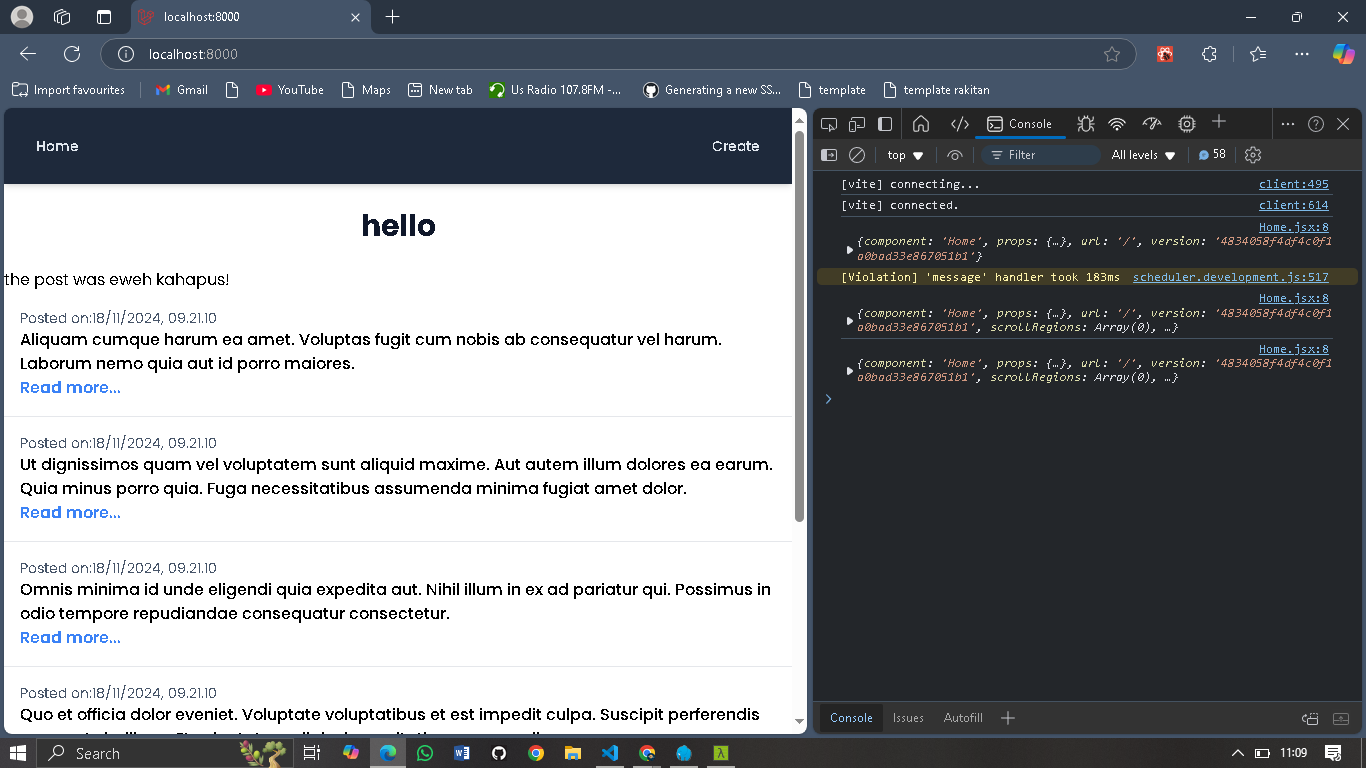 localhost:8000
localhost:8000
Import favourites
Gmail
YouTube
Maps
New tab
Us Radio 107.8FM -...
Generating a new SS...
template
template rakitan
Home
Create
hello
the post was eweh kahapus!
Posted on:18/11/2024, 09.21.10
Aliquam cumque harum ea amet. Voluptas fugit cum nobis ab consequatur vel harum.
Laborum nemo quia aut id porro maiores.
Read more...
Posted on:18/11/2024, 09.21.10
Ut dignissimos quam vel voluptatem sunt aliquid maxime. Aut autem illum dolores ea earum.
Quia minus porro quia. Fuga necessitatibus assumenda minima fugiat amet dolor.
Read more...
Posted on:18/11/2024, 09.21.10
Omnis minima id unde eligendi quia expedita aut. Nihil illum in ex ad pariatur qui. Possimus in
odio tempore repudiandae consequatur consectetur.
Read more...
Posted on:18/11/2024, 09.21.10
Quo et officia dolor eveniet. Voluptate voluptatibus et est impedit culpa. Suscipit perferendis
Console
top
Filter
All levels
58
[vite] connecting...
client:495
[vite] connected.
client:614
Home.jsx:8
{component: 'Home', props: {…}, url: '/', version: '4834058f4df4c0f1
a0bad33e867051b1'}
[Violation] 'message' handler took 183ms
scheduler.development.js:517
Home.jsx:8
{component: 'Home', props: {…}, url: '/', version: '4834058f4df4c0f1
a0bad33e867051b1', scrollRegions: Array(0), …}
Home.jsx:8
{component: 'Home', props: {…}, url: '/', version: '4834058f4df4c0f1
a0bad33e867051b1', scrollRegions: Array(0), …}
Console
Issues
Autofill
Search
11:09